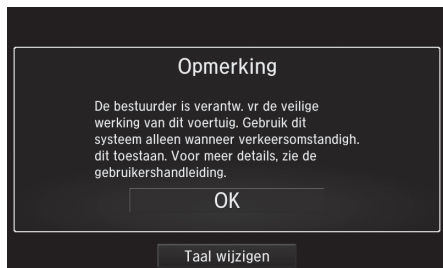 Opmerking
De bestuurder is verantw. vr de veilige
werking van dit voertuig. Gebruik dit
systeem alleen wanneer verkeersomstandigh.
dit toestaan. Voor meer details, zie de
gebruikershandleiding.
OK
Taal wijzigen